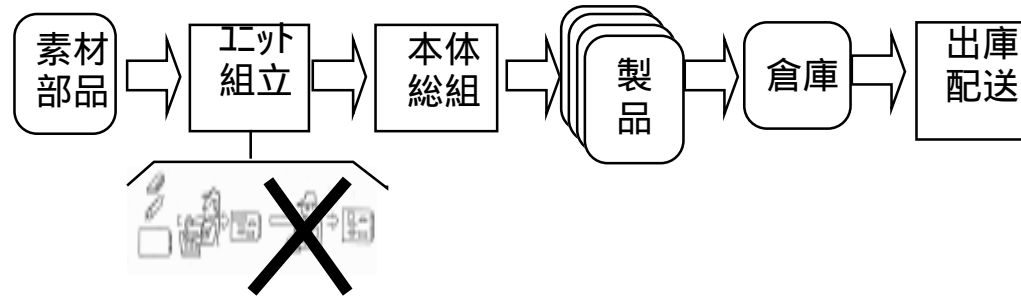 素材
部品
ユニット
組立
本体
総組
製
品
倉庫
出庫
配送